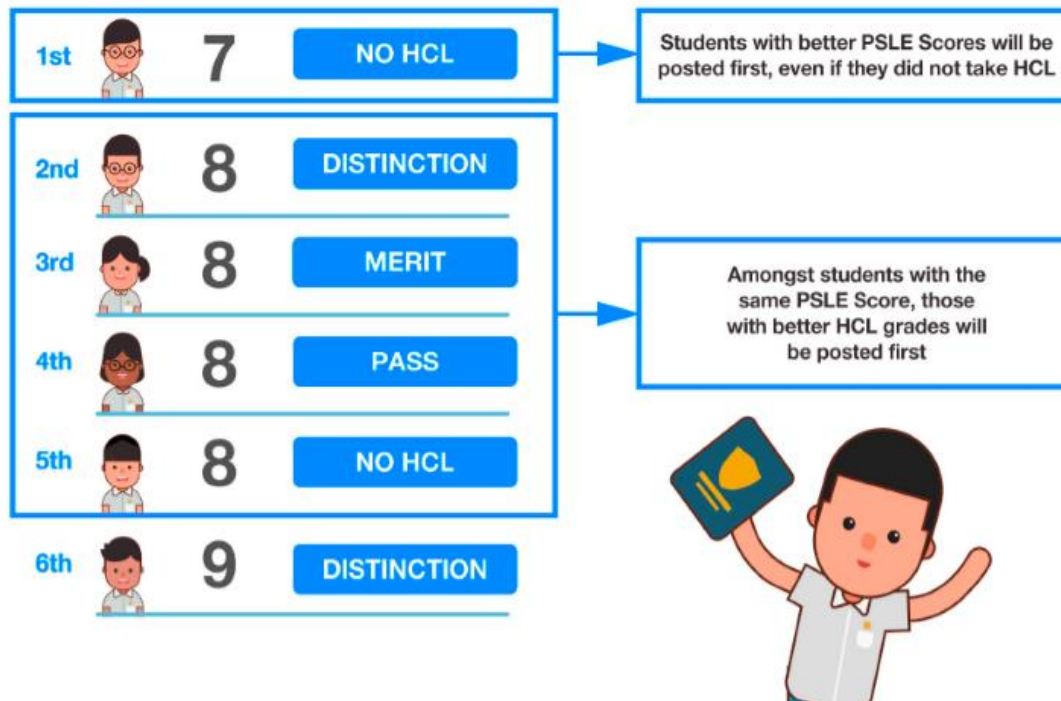 1st 7 NO HCL
Students with better PSLE Scores will be
posted first, even if they did not take HCL
2nd 8 DISTINCTION
3rd 8 MERIT
4th 8 PASS
5th 8 NO HCL
Amongst students with the
same PSLE Score, those
with better HCL grades will
be posted first
6th 9 DISTINCTION